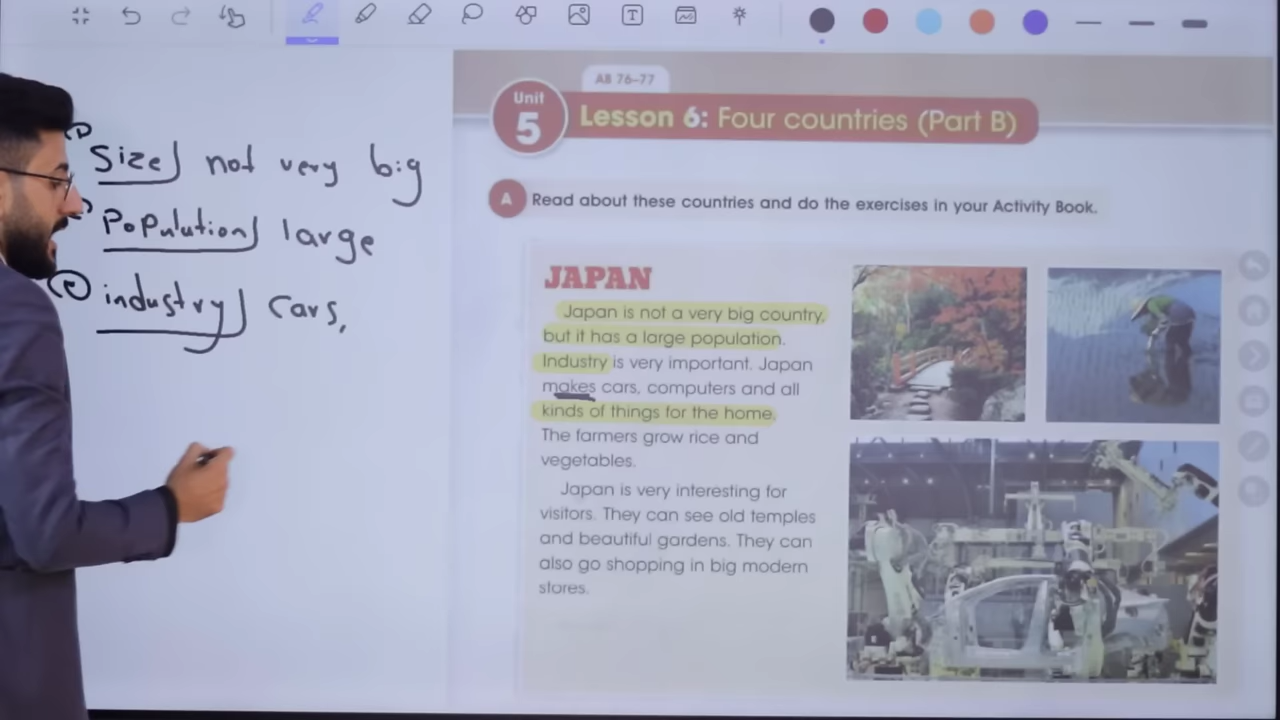 AB 76-77
Unit
5
Lesson 6: Four countries (Part B)
A Read about these countries and do the exercises in your Activity Book.
JAPAN
Japan is not a very big country,
but it has a large population.
Industry is very important. Japan
makes cars, computers and all
kinds of things for the home.
The farmers grow rice and
vegetables.
Japan is very interesting for
visitors. They can see old temples
and beautiful gardens. They can
also go shopping in big modern
stores.
Size not very big
Population large
industry cars,